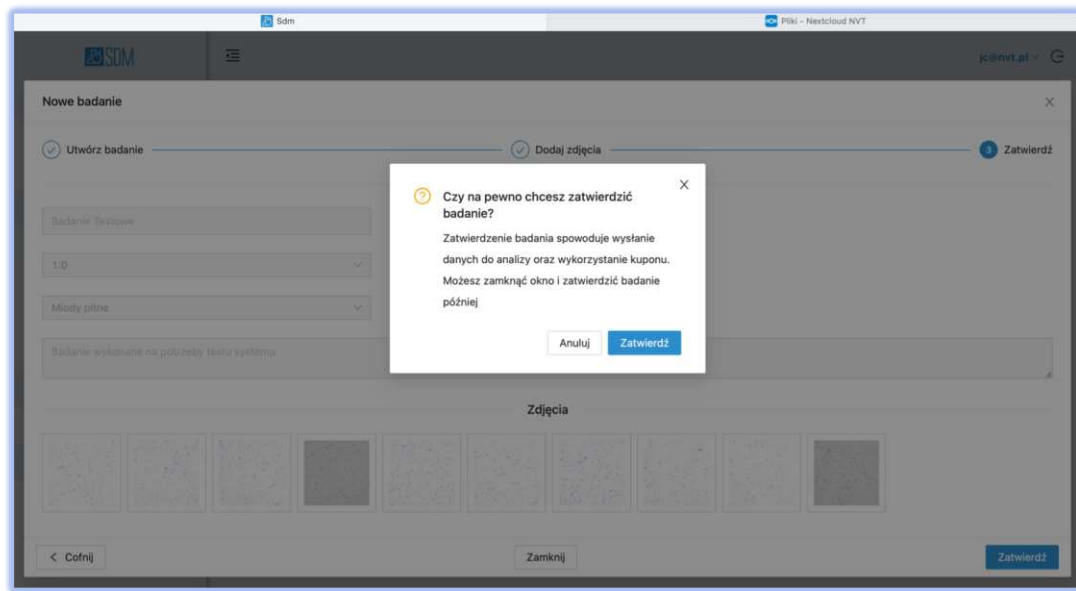 Sdm
Pliki - Nextcloud NVT
SDM
jc@nvt.pl
Nowe badanie
Utwórz badanie
Dodaj zdjęcia
3 Zatwierdź
Czy na pewno chcesz zatwierdzić
badanie?
Zatwierdzenie badania spowoduje wysłanie
danych do analizy oraz wykorzystanie kuponu.
Możesz zamknąć okno i zatwierdzić badanie
później
Anuluj
Zatwierdź
Badanie Testowe
1:0
Miody pitne
Badanie wykonane na potrzeby testu systemu
Zdjęcia
< Cofnij
Zamknij
Zatwierdź